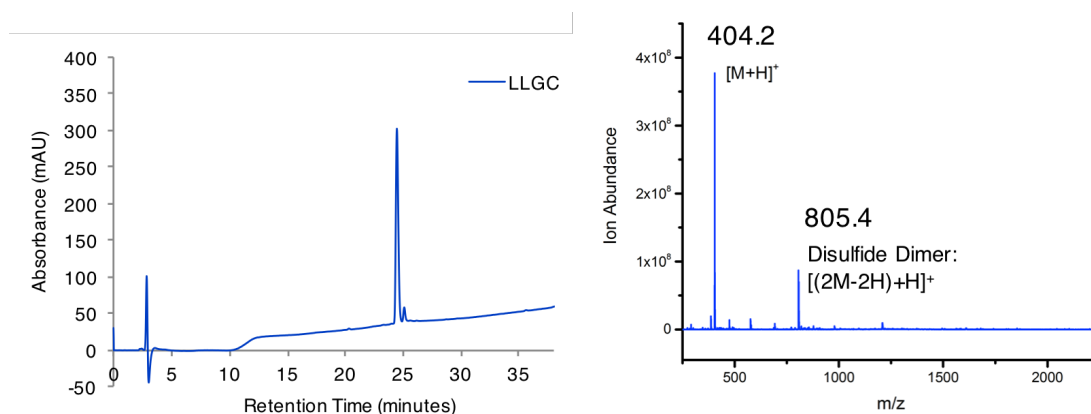 LLGC
400
350
300
250
200
150
100
50
0
-50
0 5 10 15 20 25 30 35
Absorbance (mAU)
Retention Time (minutes)
404.2
[M+H]⁺
805.4
Disulfide Dimer:
[(2M-2H)+H]⁺
4x10⁸
3x10⁸
2x10⁸
1x10⁸
0
500 1000 1500 2000
Ion Abundance
m/z